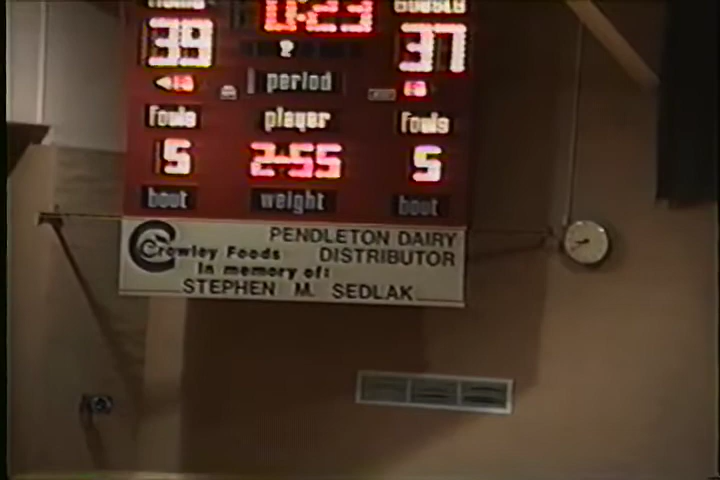 0:23
39 37
period
fouls player fouls
5 2-55 5
bout weight bout
PENDLETON DAIRY
Crowley Foods DISTRIBUTOR
In memory of:
STEPHEN M. SEDLAK